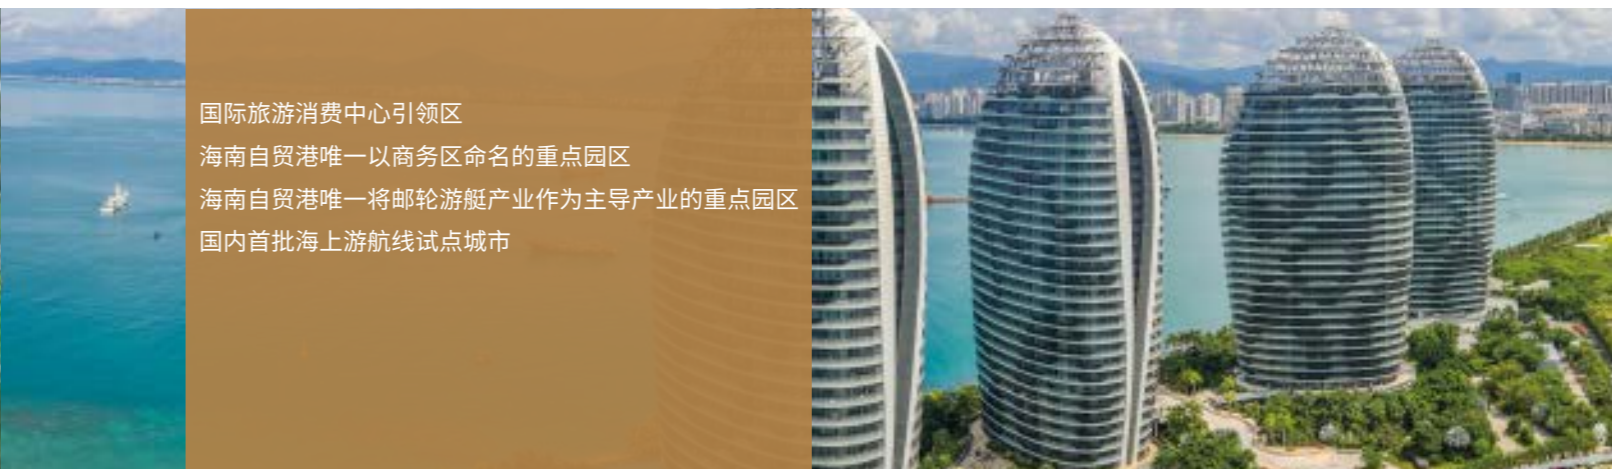 国际旅游消费中心引领区
海南自贸港唯一以商务区命名的重点园区
海南自贸港唯一将邮轮游艇产业作为主导产业的重点园区
国内首批海上游航线试点城市